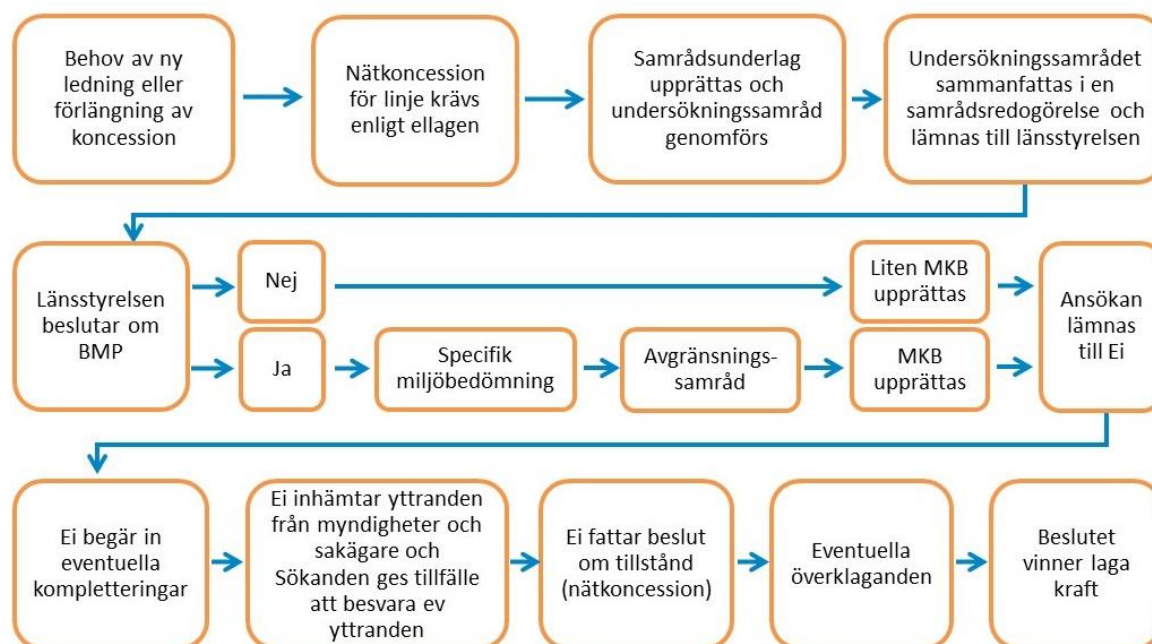 Behov av ny
ledning eller
förlängning av
koncession
Nätkoncession
för linje krävs
enligt ellagen
Samrådsunderlag
upprättas och
undersökningssamråd
genomförs
Undersökningssamrådet
sammanfattas i en
samrådsredogörelse och
lämnas till länsstyrelsen
Länsstyrelsen
beslutar om
BMP
Nej
Liten MKB
upprättas
Ja
Specifik
miljöbedömning
Avgränsnings-
samråd
MKB
upprättas
Ansökan
lämnas
till Ei
Ei begär in
eventuella
kompletteringar
Ei inhämtar yttranden
från myndigheter och
sakägare och
Sökanden ges tillfälle
att besvara ev
yttranden
Ei fattar beslut
om tillstånd
(nätkoncession)
Eventuella
överklaganden
Beslutet
vinner laga
kraft